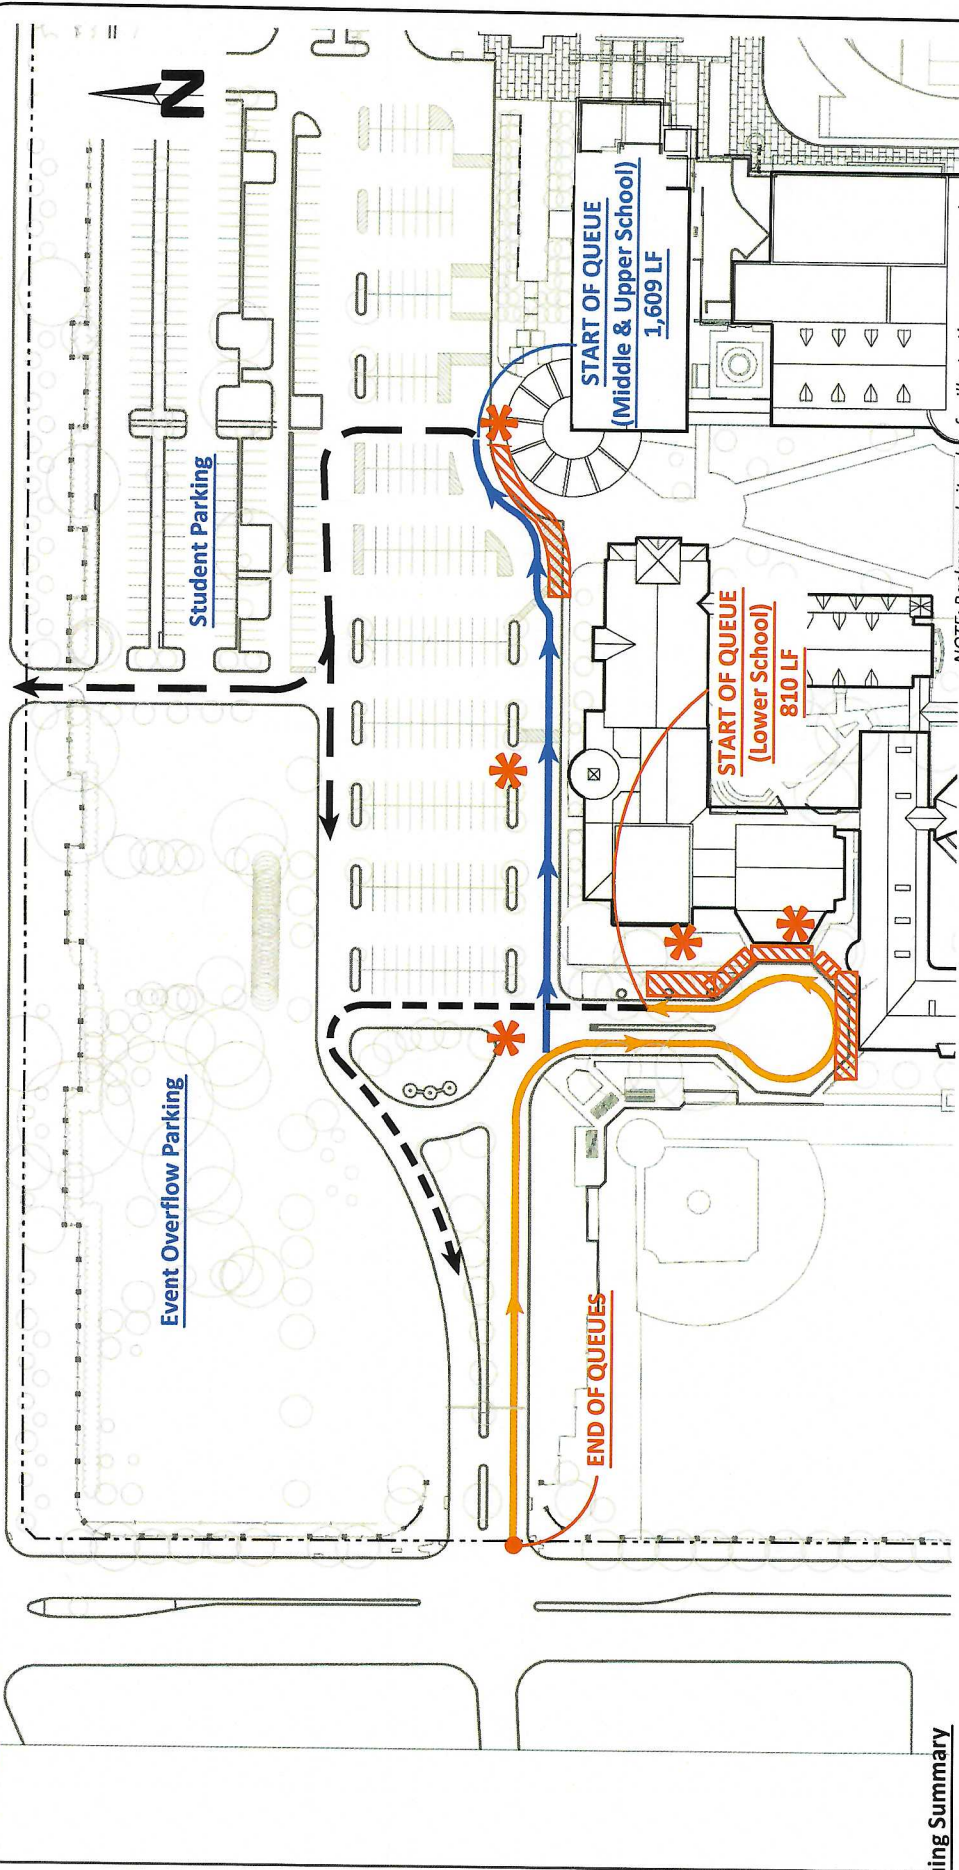 N
Student Parking
START OF QUEUE
(Middle & Upper School)
1,609 LF
START OF QUEUE
(Lower School)
810 LF
Event Overflow Parking
END OF QUEUES
Summary